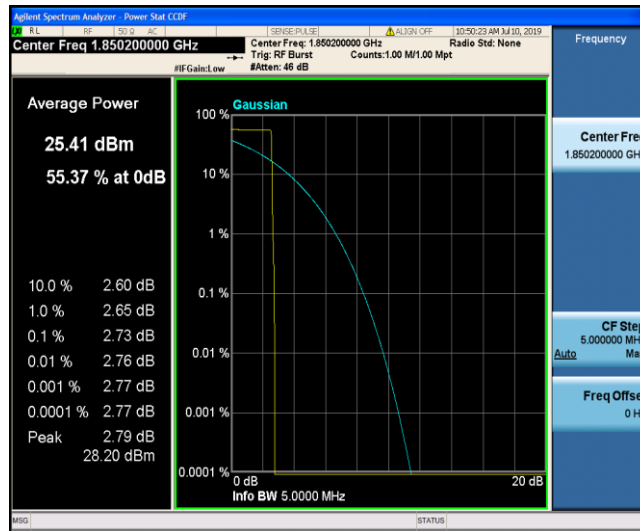 Agilent Spectrum Analyzer - Power Stat CCDF
RL RF 50 Ω AC SENSE:PULSE ALIGN OFF 10:50:23 AM Jul 10, 2019
Center Freq 1.850200000 GHz
Center Freq: 1.850200000 GHz Radio Std: None
Trig: RF Burst Counts:1.00 M/1.00 Mpt
#IFGain:Low #Atten: 46 dB
Frequency
Average Power
25.41 dBm
55.37 % at 0dB
10.0 % 2.60 dB
1.0 % 2.65 dB
0.1 % 2.73 dB
0.01 % 2.76 dB
0.001 % 2.77 dB
0.0001 % 2.77 dB
Peak 2.79 dB
28.20 dBm
Gaussian
100 %
10 %
1 %
0.1 %
0.01 %
0.001 %
0.0001 %
0 dB 20 dB
Info BW 5.0000 MHz
Center Fre
1.850200000 GH
CF Step
5.000000 MH
Auto Ma
Freq Offse
0 H
MSG STATUS